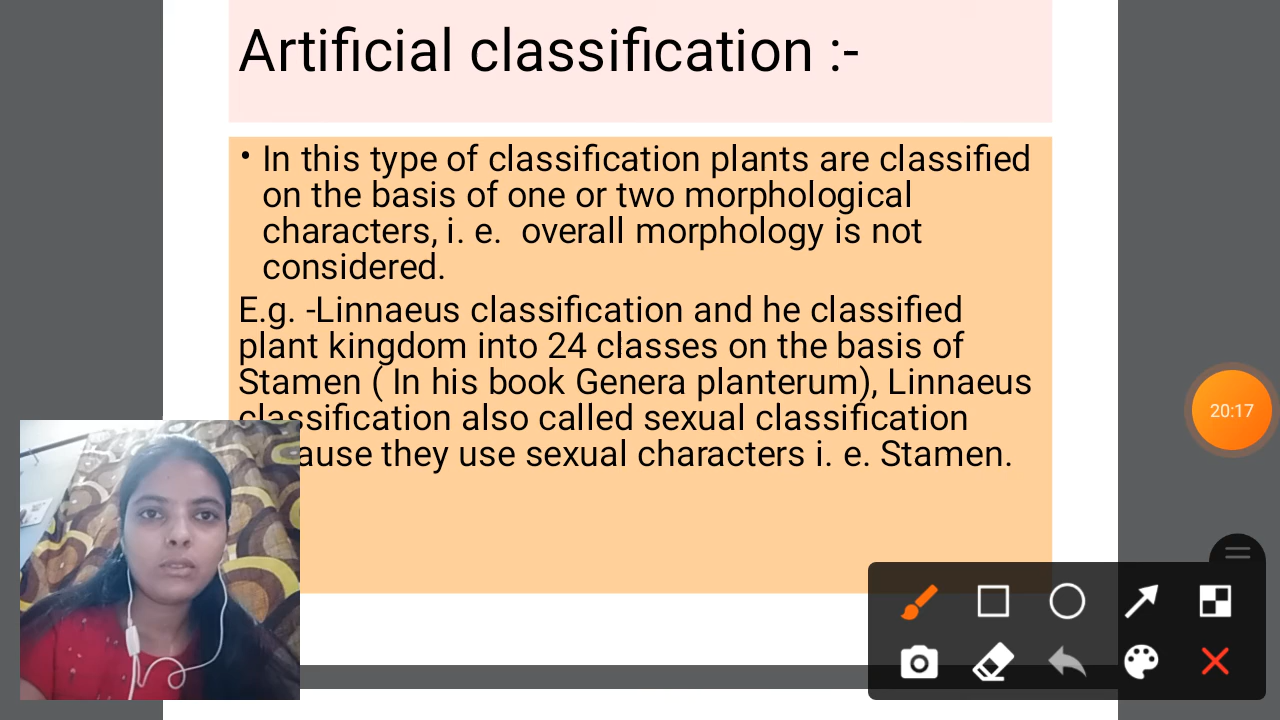 Artificial classification :-
• In this type of classification plants are classified
on the basis of one or two morphological
characters, i. e. overall morphology is not
considered.
E.g. -Linnaeus classification and he classified
plant kingdom into 24 classes on the basis of
Stamen ( In his book Genera planterum), Linnaeus
classification also called sexual classification
ause they use sexual characters i. e. Stamen.
20:17